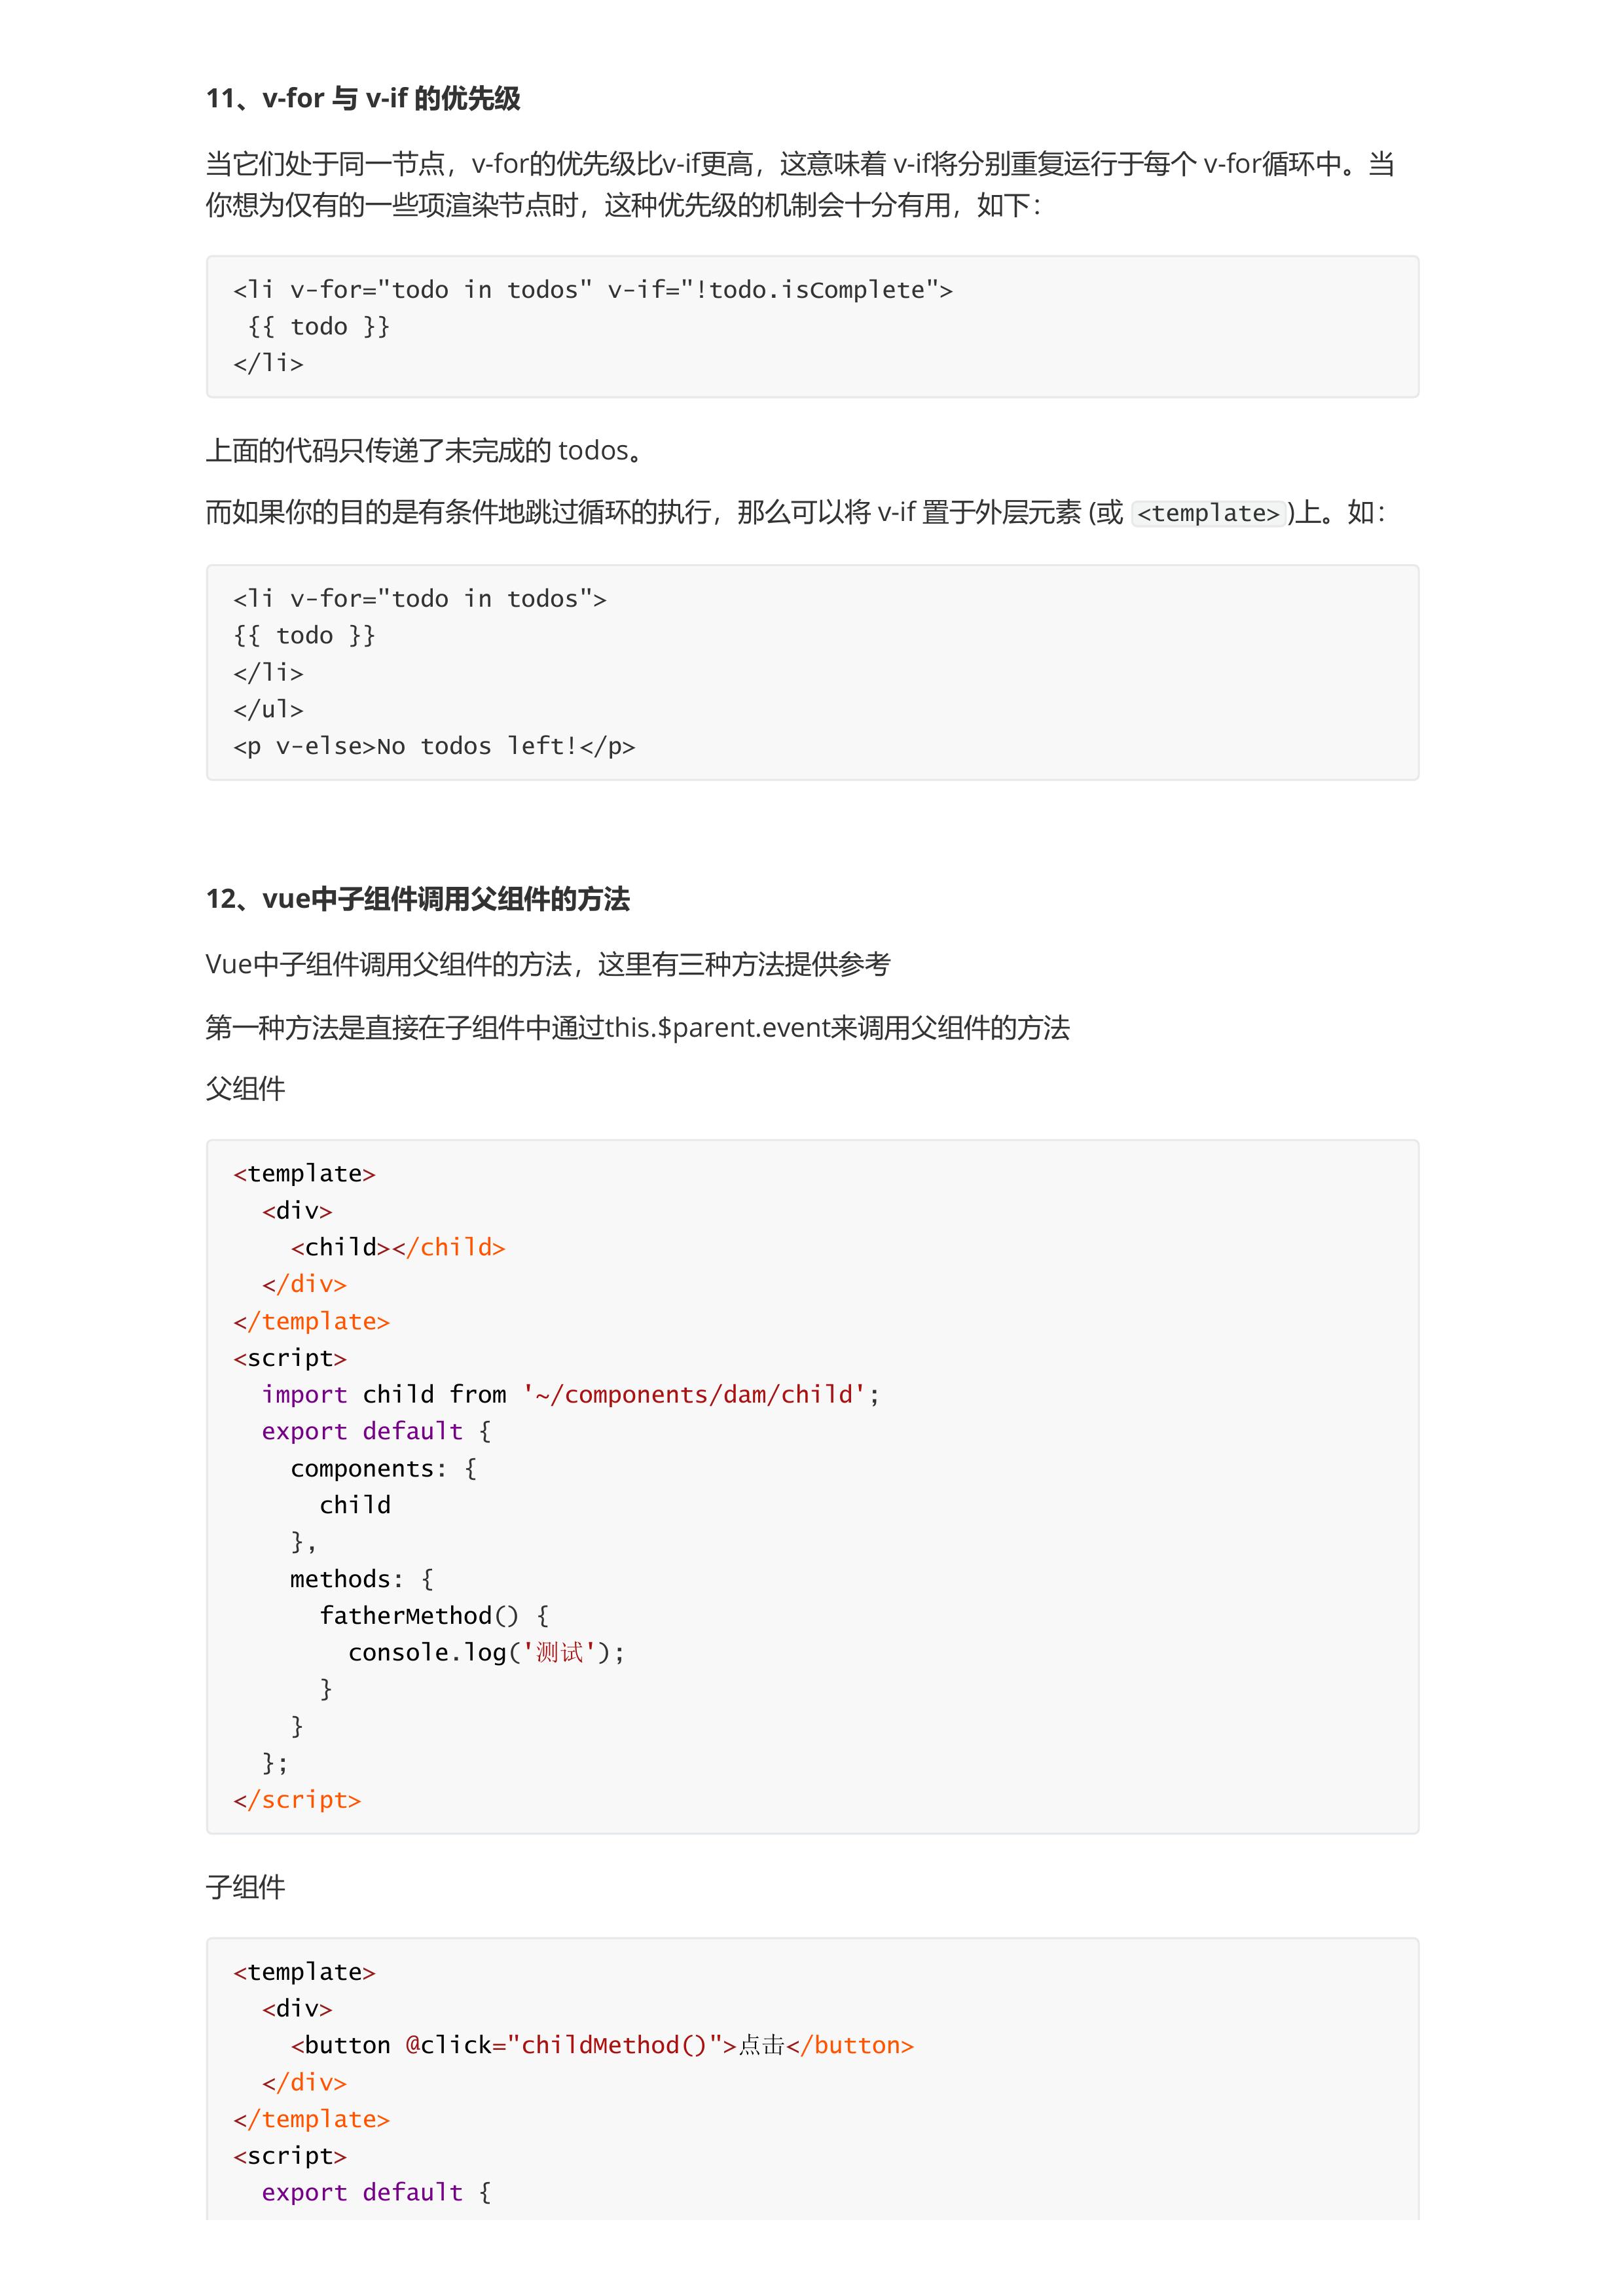 11、v-for 与 v-if 的优先级
当它们处于同一节点，v-for的优先级比v-if更高，这意味着 v-if将分别重复运行于每个 v-for循环中。当
你想为仅有的一些项渲染节点时，这种优先级的机制会十分有用，如下：
<li v-for="todo in todos" v-if="!todo.isComplete">
 {{ todo }}
</li>
上面的代码只传递了未完成的 todos。
而如果你的目的是有条件地跳过循环的执行，那么可以将 v-if 置于外层元素 (或 <template>)上。如：
<li v-for="todo in todos">
{{ todo }}
</li>
</ul>
<p v-else>No todos left!</p>
12、vue中子组件调用父组件的方法
Vue中子组件调用父组件的方法，这里有三种方法提供参考
第一种方法是直接在子组件中通过this.$parent.event来调用父组件的方法
父组件
<template>
  <div>
    <child></child>
  </div>
</template>
<script>
  import child from '~/components/dam/child';
  export default {
    components: {
      child
    },
    methods: {
      fatherMethod() {
        console.log('测试');
      }
    }
  };
</script>
子组件
<template>
  <div>
    <button @click="childMethod()">点击</button>
  </div>
</template>
<script>
  export default {